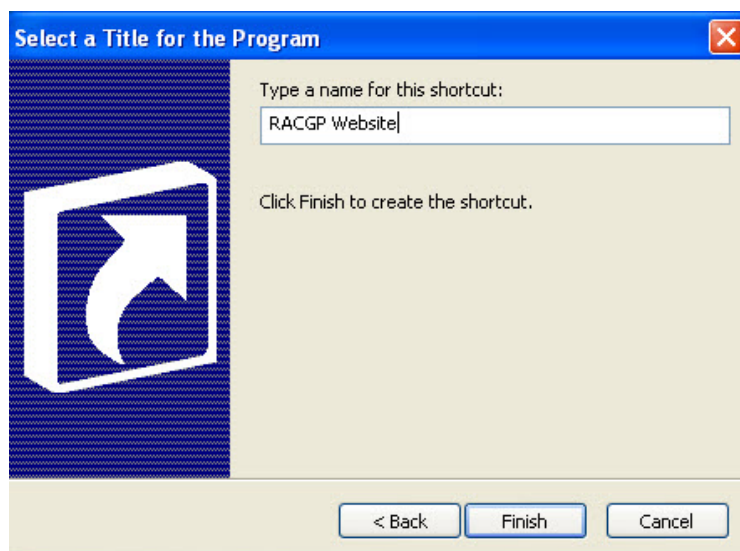 Select a Title for the Program
Type a name for this shortcut:
RACGP Website
Click Finish to create the shortcut.
< Back Finish Cancel